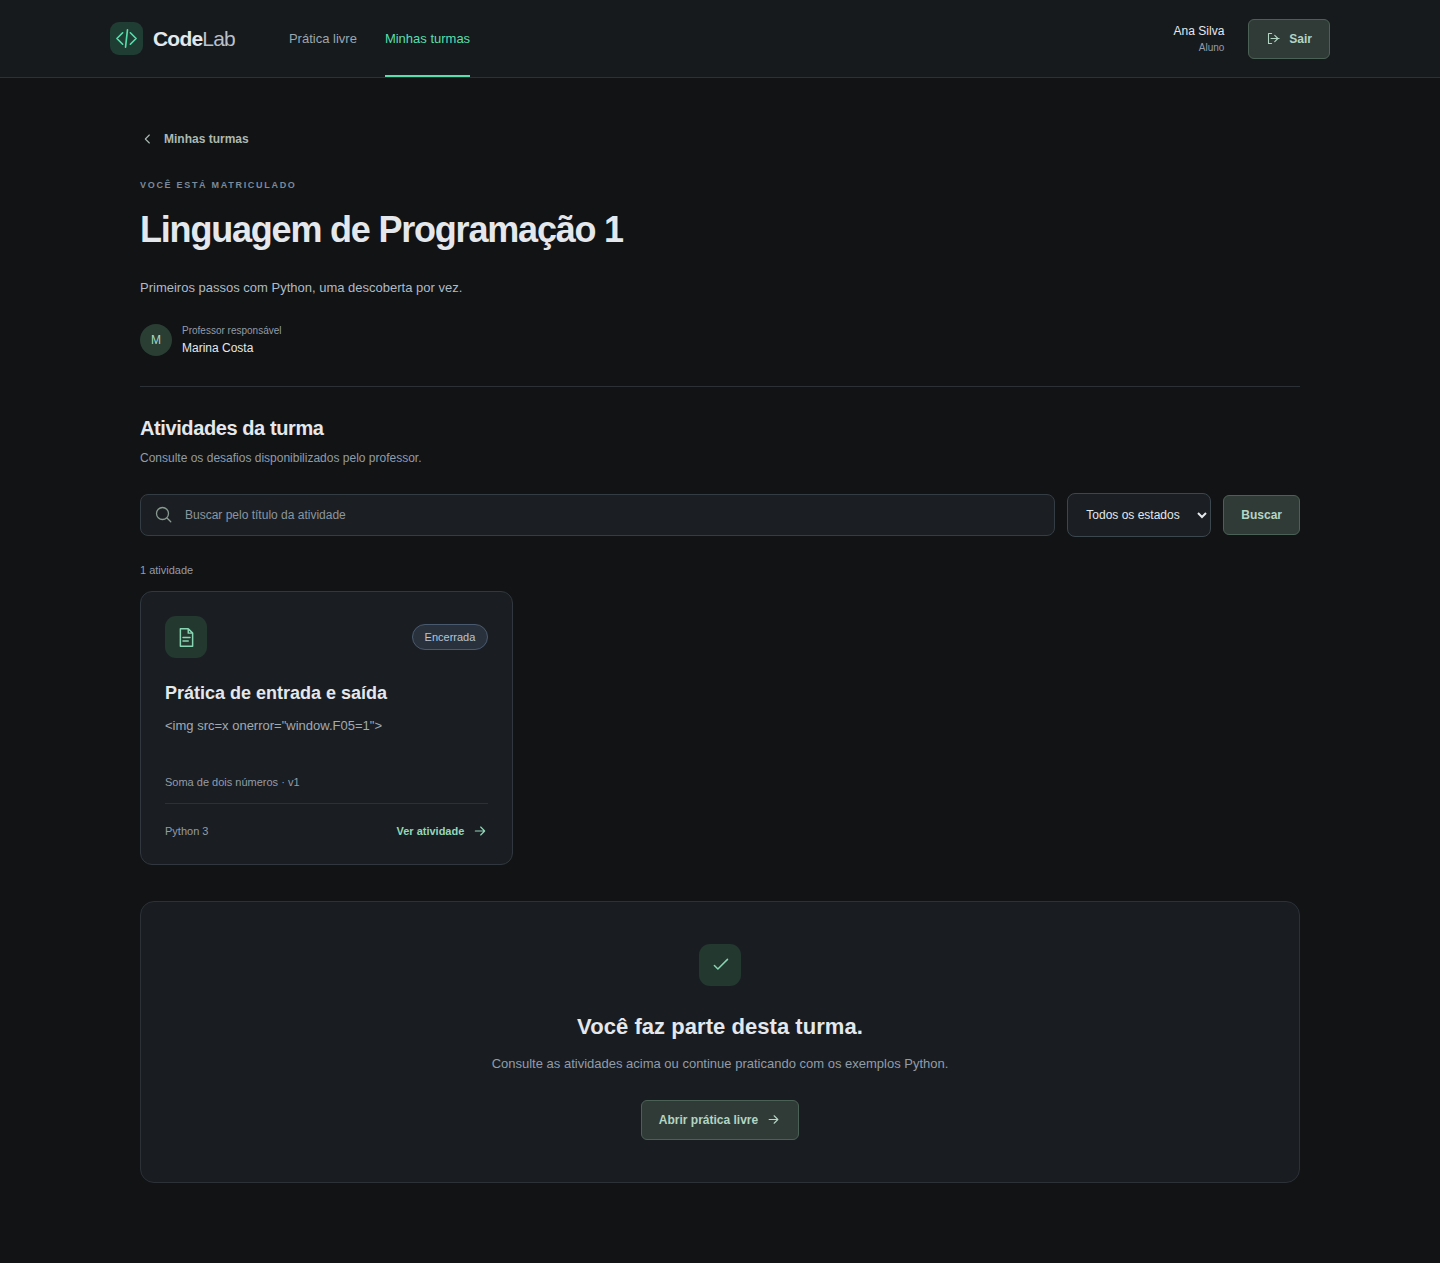 CodeLab
Prática livre
Minhas turmas
Ana Silva
Aluno
Sair
Minhas turmas
VOCÊ ESTÁ MATRICULADO
Linguagem de Programação 1
Primeiros passos com Python, uma descoberta por vez.
M
Professor responsável
Marina Costa
Atividades da turma
Consulte os desafios disponibilizados pelo professor.
Buscar pelo título da atividade
Todos os estados
Buscar
1 atividade
Encerrada
Prática de entrada e saída
<img src=x onerror="window.F05=1">
Soma de dois números · v1
Python 3
Ver atividade
Você faz parte desta turma.
Consulte as atividades acima ou continue praticando com os exemplos Python.
Abrir prática livre